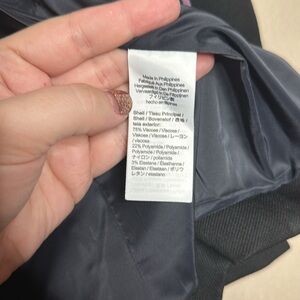 Made In Philippines
Fabriqué Aux Philippines
Hergestellt In Den Philippinen
Vervaardigd In De Filippijnen
フィリピン製
hecho en filipinas
Shell / Tissu Principal /
Shell / Bovenstof / 表地 /
tela exterior:
75% Viscose / Viscose /
Viskose / Viscose / レーヨン
/ viscosa
22% Polyamide / Polyamide /
Polyamide / Polyamide /
ナイロン / poliamida
3% Elastane / Élasthanne /
Elastan / Elasteen / ポリウ
レタン / elastano